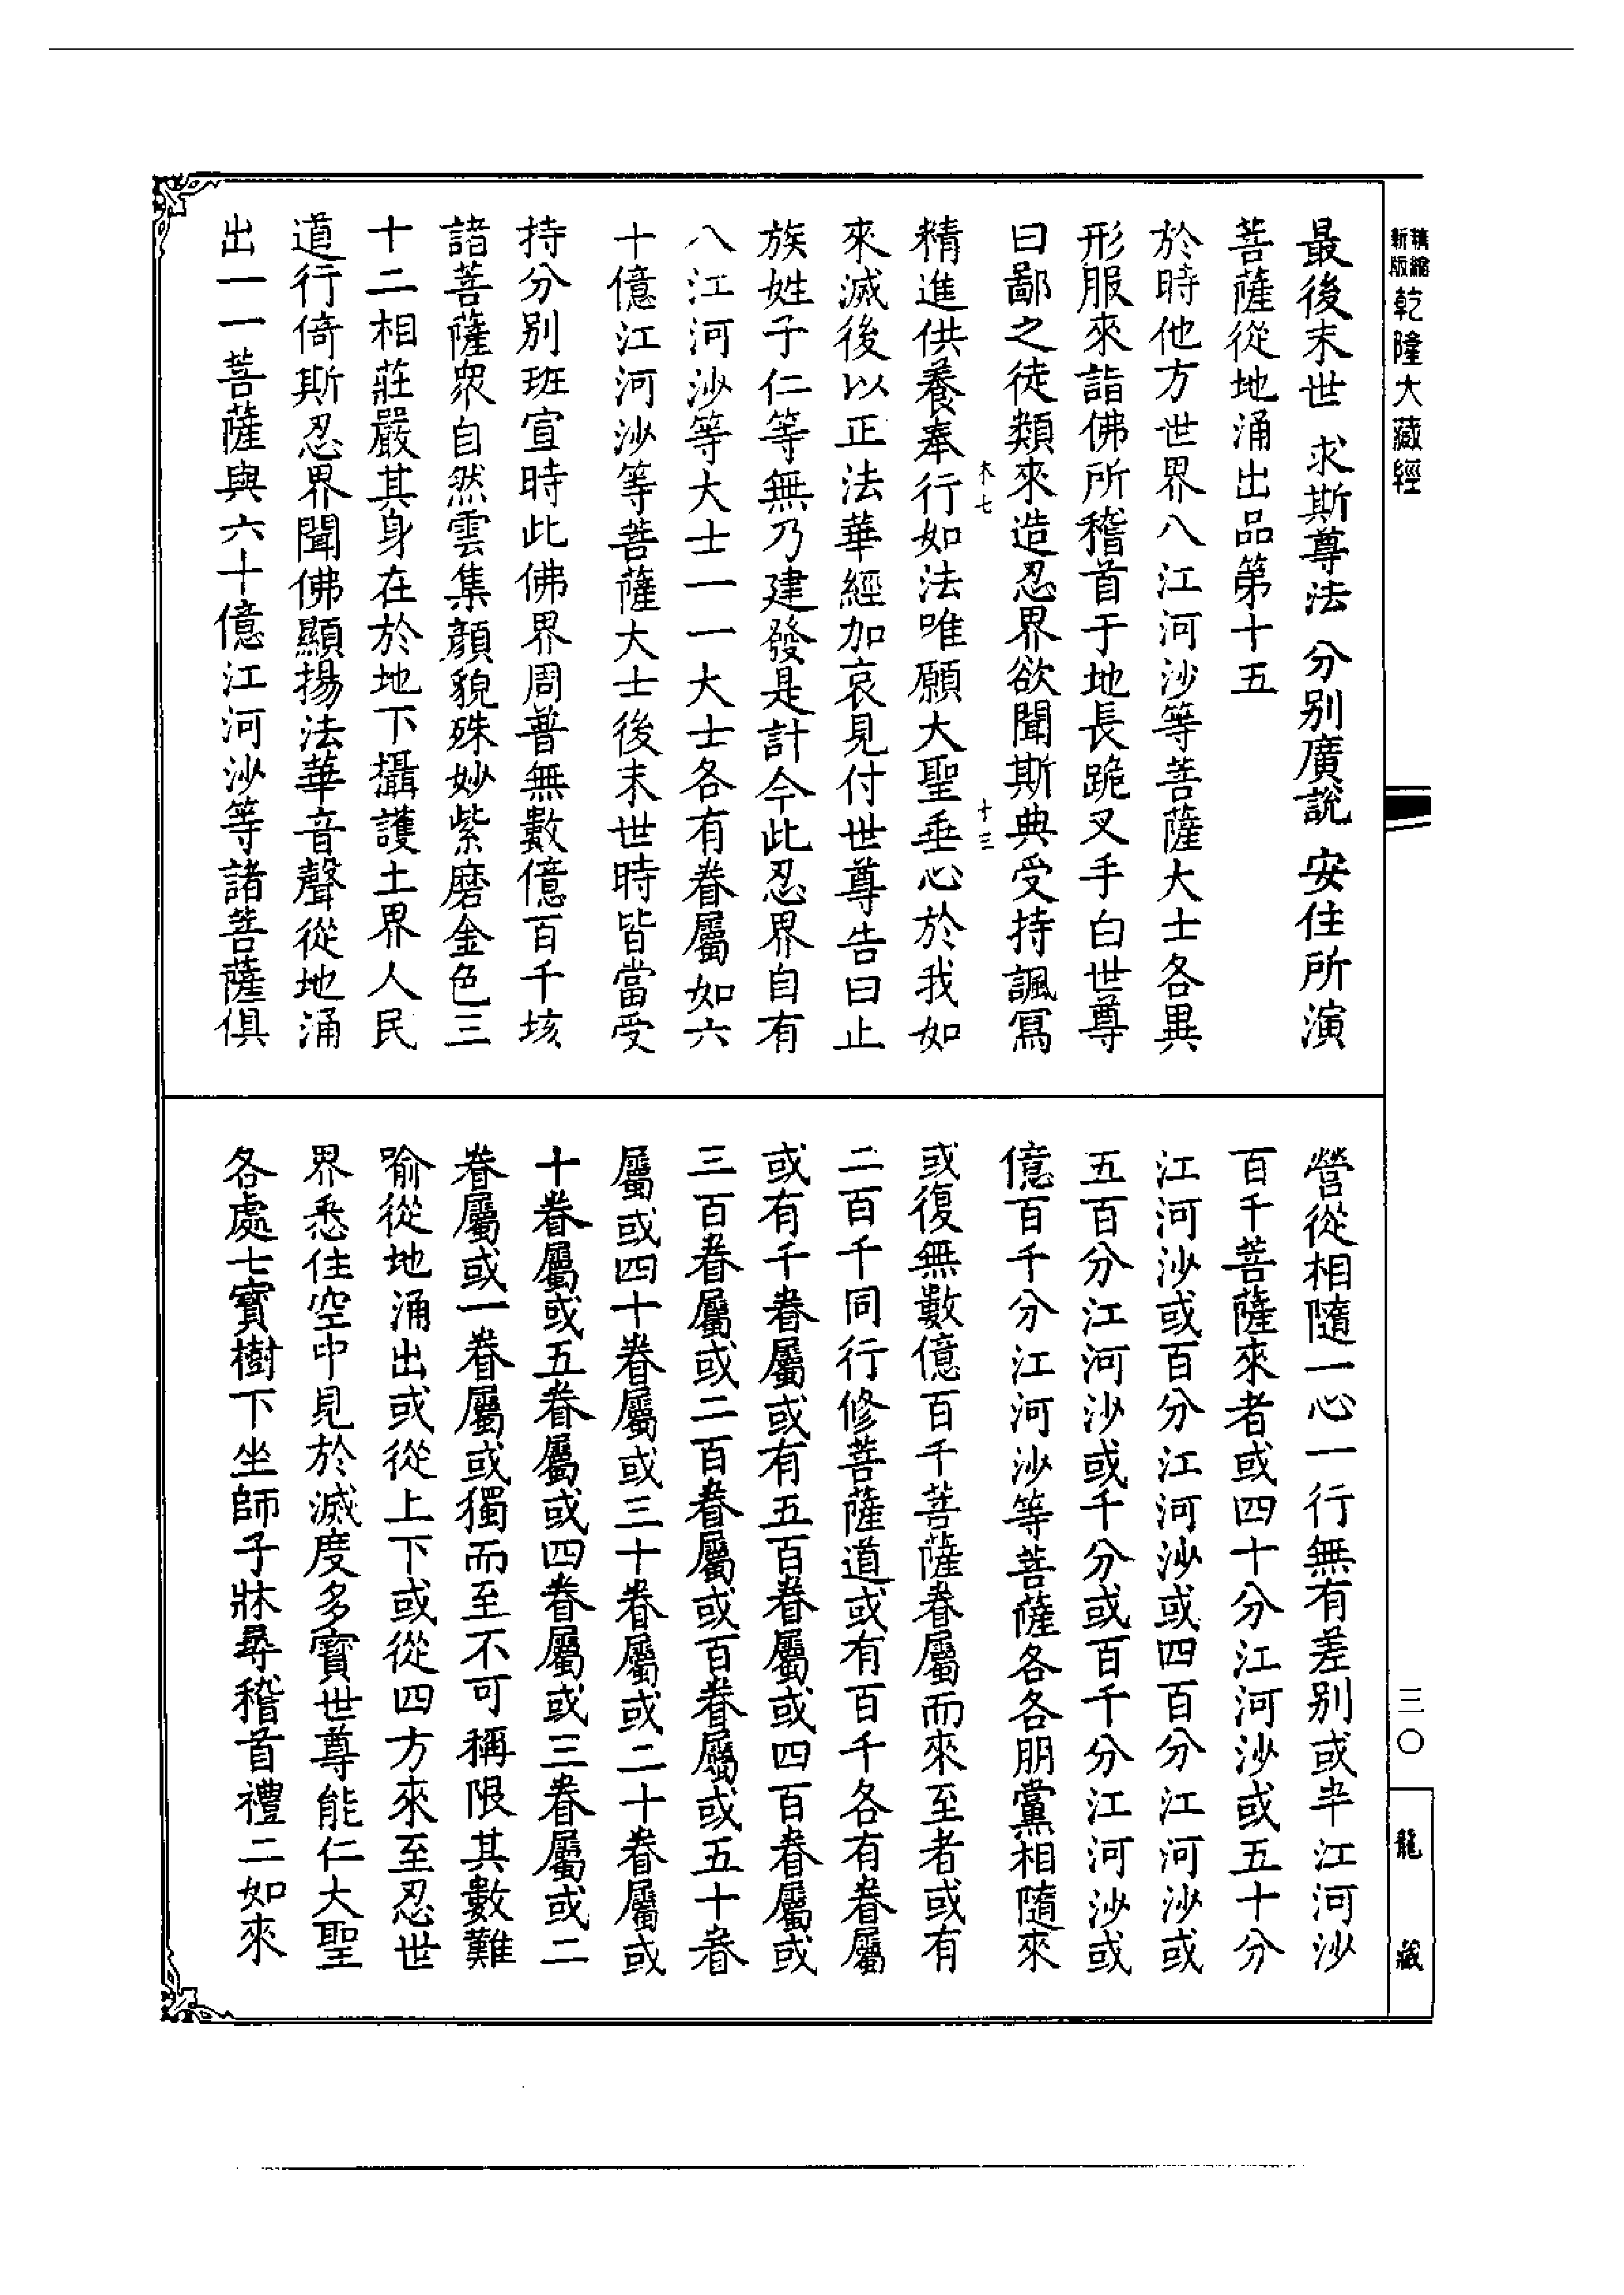 精縮新版乾隆大藏經
最後末世 求斯尊法 分別廣說 安住所演
菩薩從地涌出品第十五
於時他方世界八江河沙等菩薩大士各異
形服來詣佛所稽首于地長跪叉手白世尊
曰鄙之徒類來造忍界欲聞斯典受持諷寫
木七 十三
精進供養奉行如法唯願大聖垂心於我如
來滅後以正法華經加哀見付世尊告曰止
族姓子仁等無乃建發是計今此忍界自有
八江河沙等大士一一大士各有眷屬如六
十億江河沙等菩薩大士後末世時皆當受
持分別班宣時此佛界周普無數億百千垓
諸菩薩眾自然雲集顏貌殊妙紫磨金色三
十二相莊嚴其身在於地下攝護土界人民
道行倚斯忍界聞佛顯揚法華音聲從地涌
出一一菩薩與六十億江河沙等諸菩薩俱
營從相隨一心一行無有差別或半江河沙
百千菩薩來者或四十分江河沙或五十分
江河沙或百分江河沙或四百分江河沙或
五百分江河沙或千分或百千分江河沙或
億百千分江河沙等菩薩各各朋黨相隨來
或復無數億百千菩薩眷屬而來至者或有
二百千同行修菩薩道或有百千各有眷屬
或有千眷屬或有五百眷屬或四百眷屬或
三百眷屬或二百眷屬或百眷屬或五十眷
屬或四十眷屬或三十眷屬或二十眷屬或
十眷屬或五眷屬或四眷屬或三眷屬或二
眷屬或一眷屬或獨而至不可稱限其數難
喻從地涌出或從上下或從四方來至忍世
界悉住空中見於滅度多寶世尊能仁大聖
各處七寶樹下坐師子牀尋稽首禮二如來
三〇
龍藏